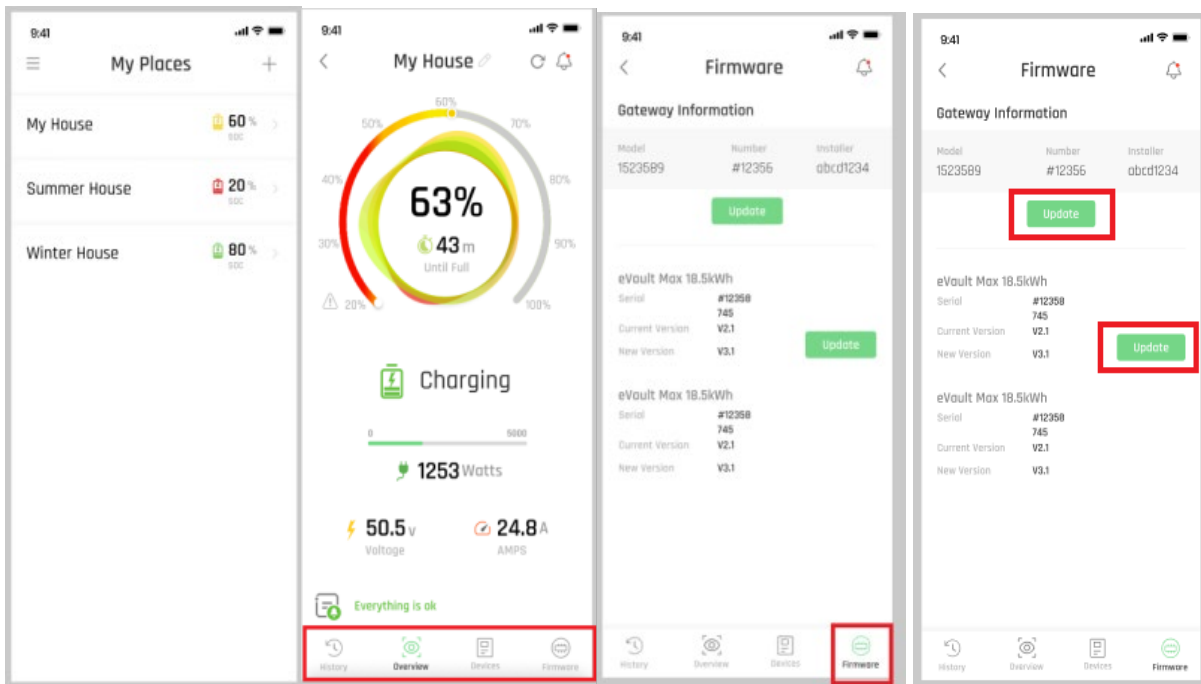 9:41
My Places
My House
60 %
SOC
Summer House
20 %
SOC
Winter House
80 %
SOC
9:41
My House
60%
50%
70%
40%
80%
30%
90%
20%
100%
63%
43 m
Until Full
Charging
0
5000
1253 Watts
50.5 v
24.8 A
Voltage
AMPS
Everything is ok
History
Overview
Devices
Firmware
9:41
Firmware
Gateway Information
Model
Number
Installer
1523589
#12356
abcd1234
Update
eVault Max 18.5kWh
Serial
#12358
745
Current Version
V2.1
New Version
V3.1
Update
eVault Max 18.5kWh
Serial
#12358
745
Current Version
V2.1
New Version
V3.1
History
Overview
Devices
Firmware
9:41
Firmware
Gateway Information
Model
Number
Installer
1523589
#12356
abcd1234
Update
eVault Max 18.5kWh
Serial
#12358
745
Current Version
V2.1
New Version
V3.1
Update
eVault Max 18.5kWh
Serial
#12358
745
Current Version
V2.1
New Version
V3.1
History
Overview
Devices
Firmware